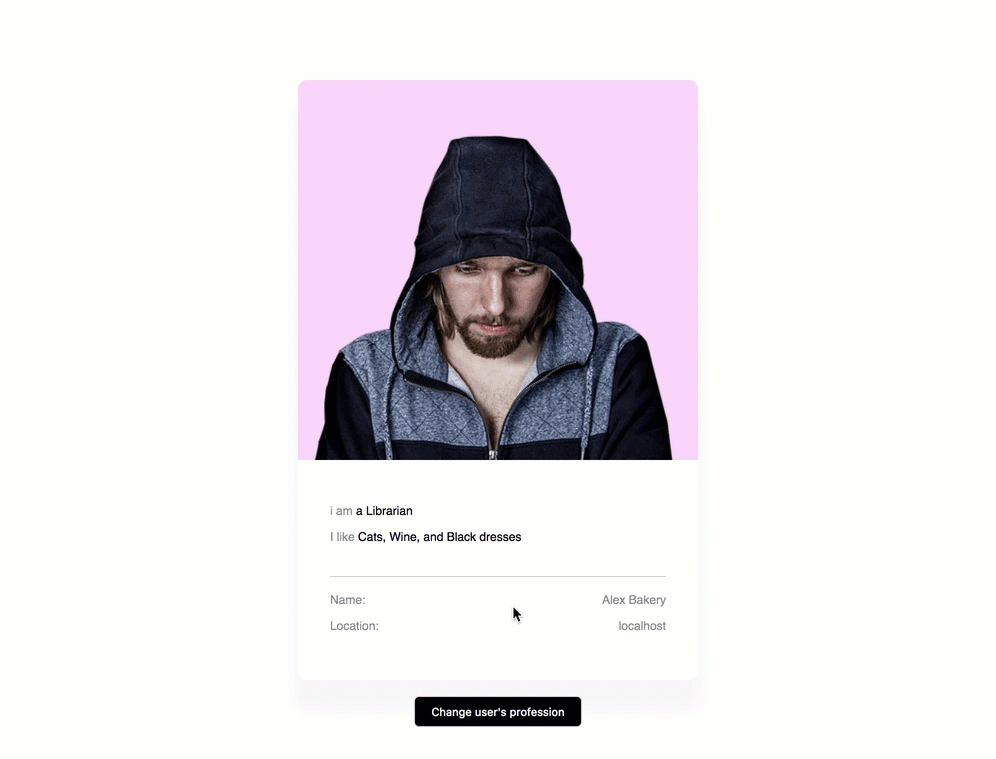 i am a Librarian
I like Cats, Wine, and Black dresses
Name: Alex Bakery
Location: localhost
Change user's profession